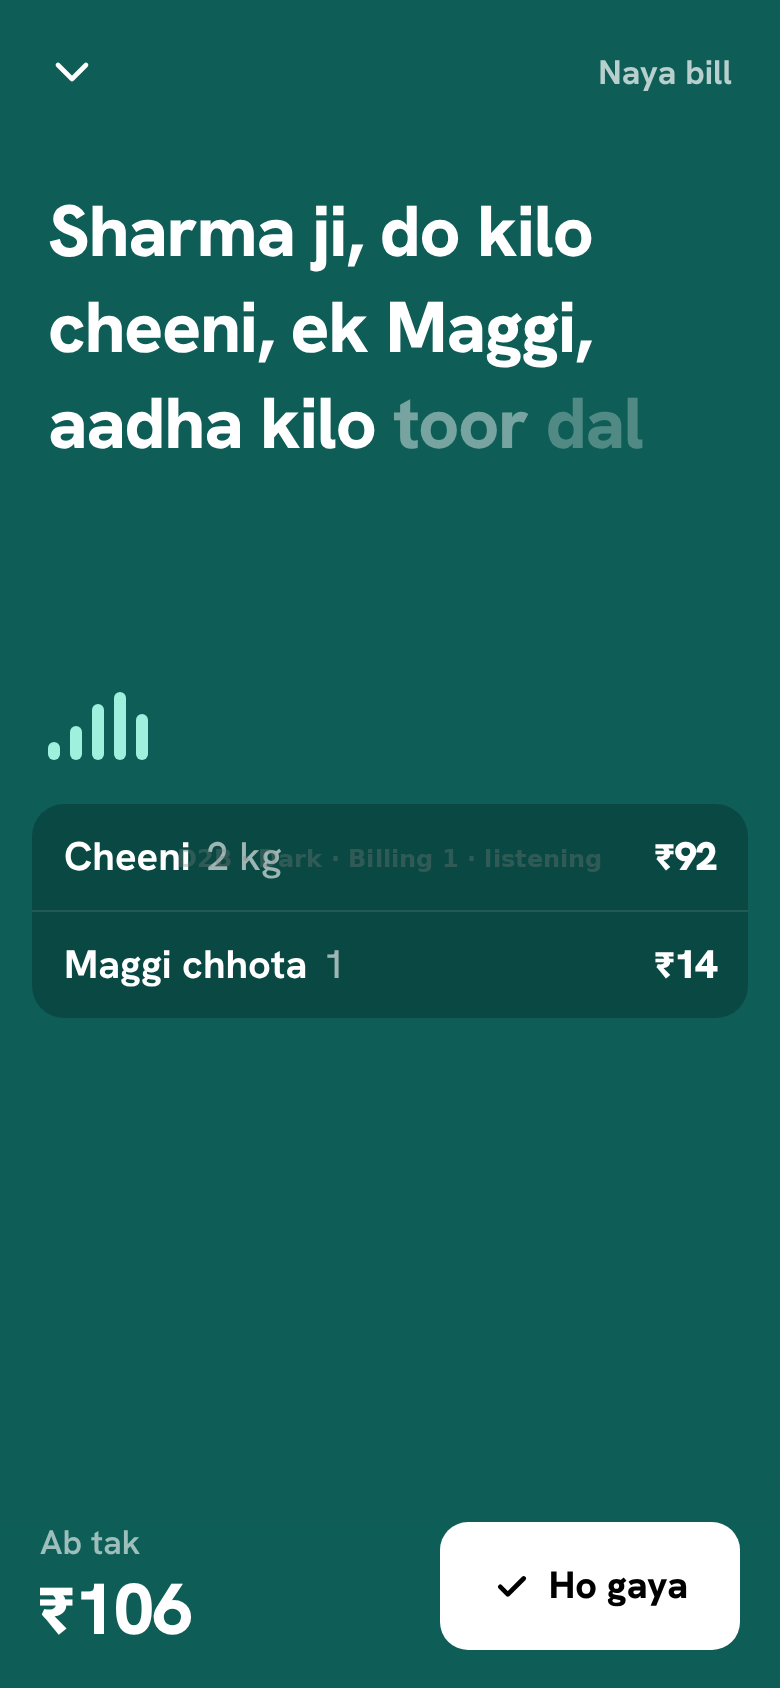 Naya bill
Sharma ji, do kilo
cheeni, ek Maggi,
aadha kilo toor dal
Cheeni 2 kg ₹92
Billing 1 · listening
Maggi chhota 1 ₹14
Ab tak
₹106
Ho gaya